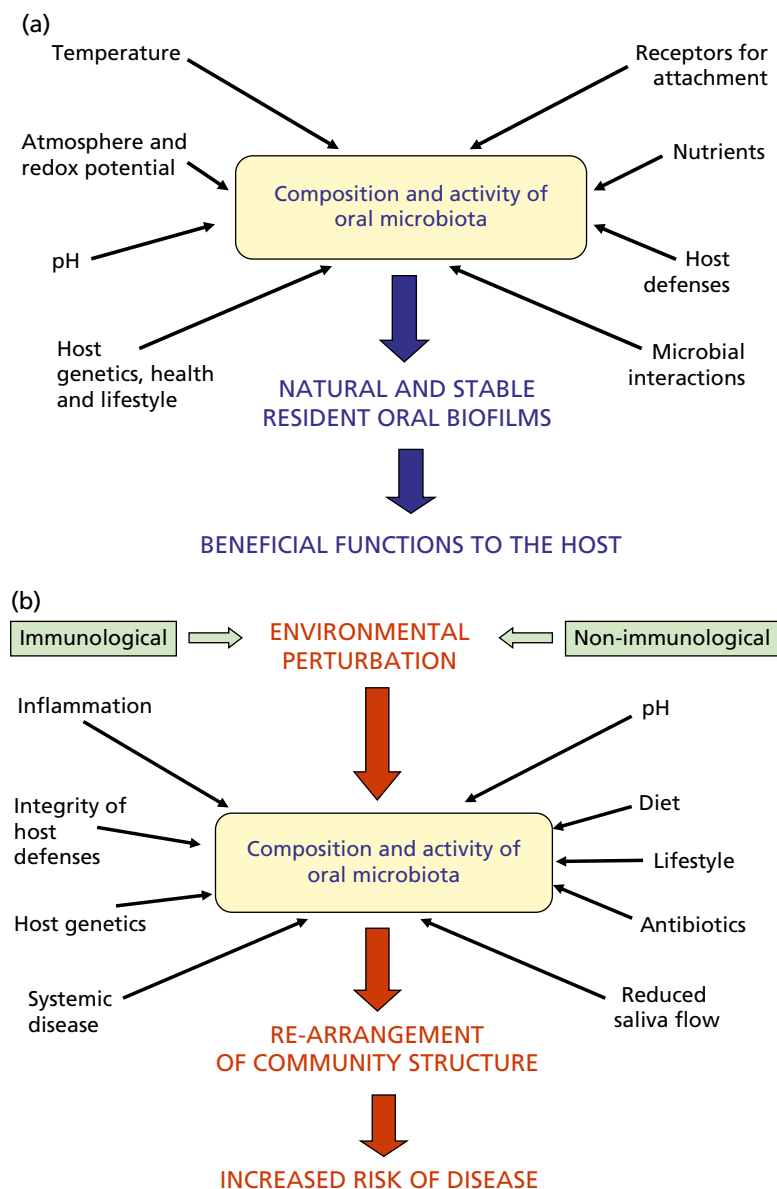 (a)
Temperature
Receptors for
attachment
Atmosphere and
redox potential
Nutrients
Composition and activity of
oral microbiota
pH
Host
defenses
Host
genetics, health
and lifestyle
Microbial
interactions
NATURAL AND STABLE
RESIDENT ORAL BIOFILMS
BENEFICIAL FUNCTIONS TO THE HOST
(b)
Immunological
ENVIRONMENTAL
PERTURBATION
Non-immunological
Inflammation
pH
Integrity of
host
defenses
Diet
Composition and activity of
oral microbiota
Lifestyle
Host genetics
Antibiotics
Systemic
disease
Reduced
saliva flow
RE-ARRANGEMENT
OF COMMUNITY STRUCTURE
INCREASED RISK OF DISEASE